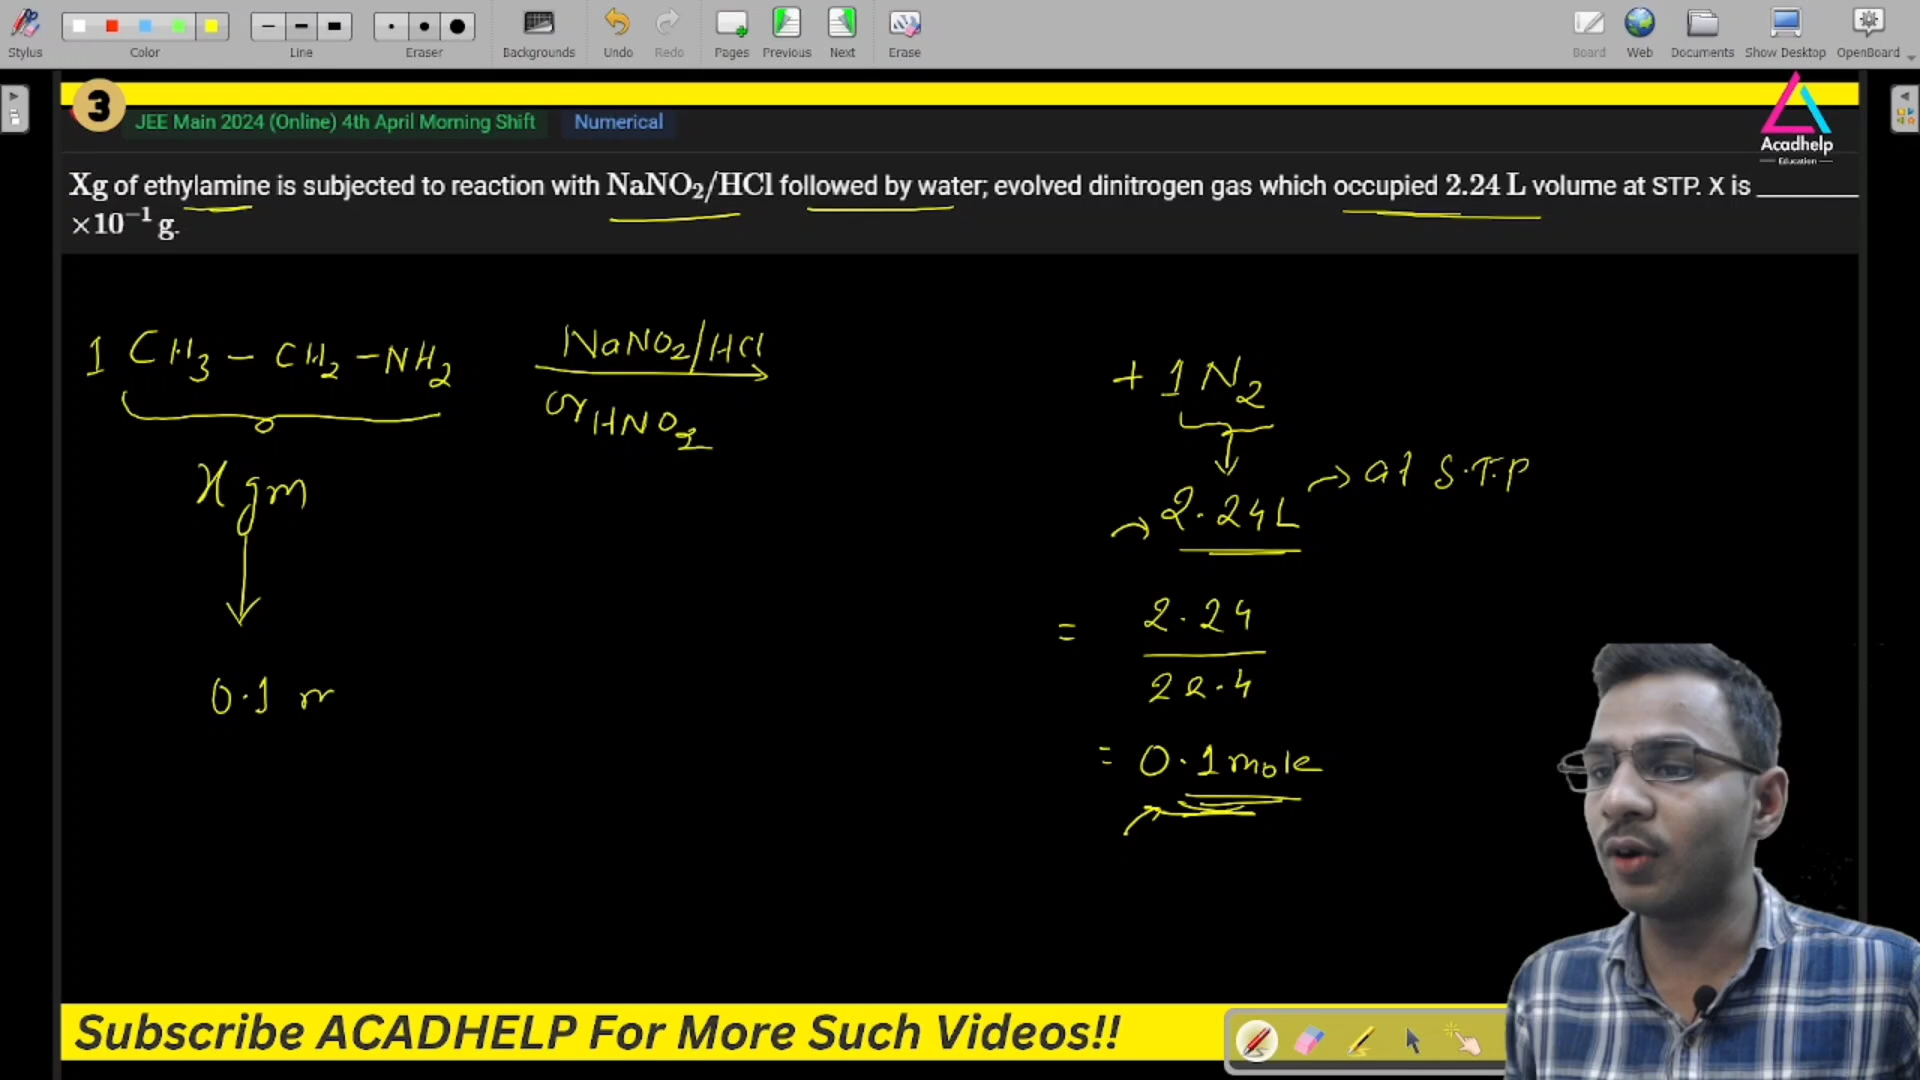 Stylus
Color
Line
Eraser
Backgrounds
Undo
Redo
Pages
Previous
Next
Erase
Board
Web
Documents
Show Desktop
OpenBoard
3
JEE Main 2024 (Online) 4th April Morning Shift
Numerical
Acadhelp
Education
Xg of ethylamine is subjected to reaction with NaNO₂/HCl followed by water; evolved dinitrogen gas which occupied 2.24 L volume at STP. X is ________
×10⁻¹ g.
1 CH₃ – CH₂ – NH₂
NaNO₂/HCl
or HNO₂
+ 1 N₂
x gm
→ 2.24 L → at S.T.P
= 2.24
22.4
0.1 m
= 0.1 mole
Subscribe ACADHELP For More Such Videos!!